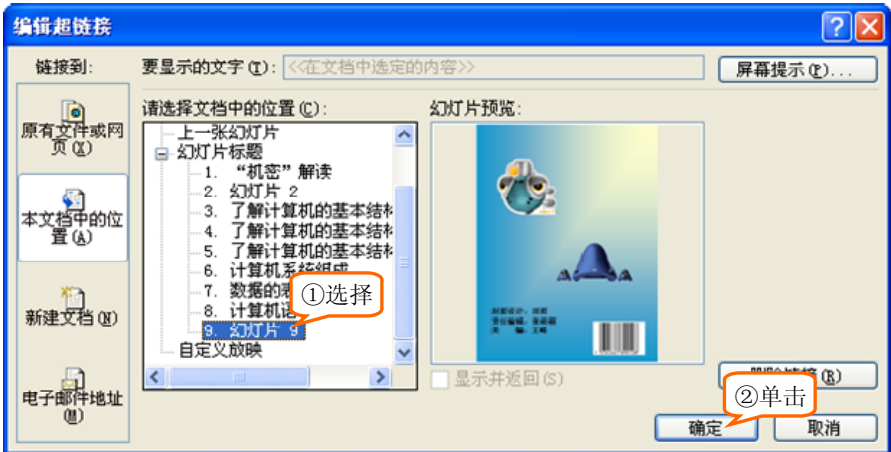 编辑超链接
链接到:
要显示的文字(T): <<在文档中选定的内容>>
屏幕提示(P)...
原有文件或网
页(X)
本文档中的位
置(A)
新建文档(N)
电子邮件地址
(M)
请选择文档中的位置(C):
上一张幻灯片
幻灯片标题
1. “机密”解读
2. 幻灯片 2
3. 了解计算机的基本结构
4. 了解计算机的基本结构
5. 了解计算机的基本结构
6. 计算机系统组成
7. 数据的表
8. 计算机语
9. 幻灯片 9
自定义放映
①选择
幻灯片预览:
显示并返回(S)
(R)
②单击
确定
取消